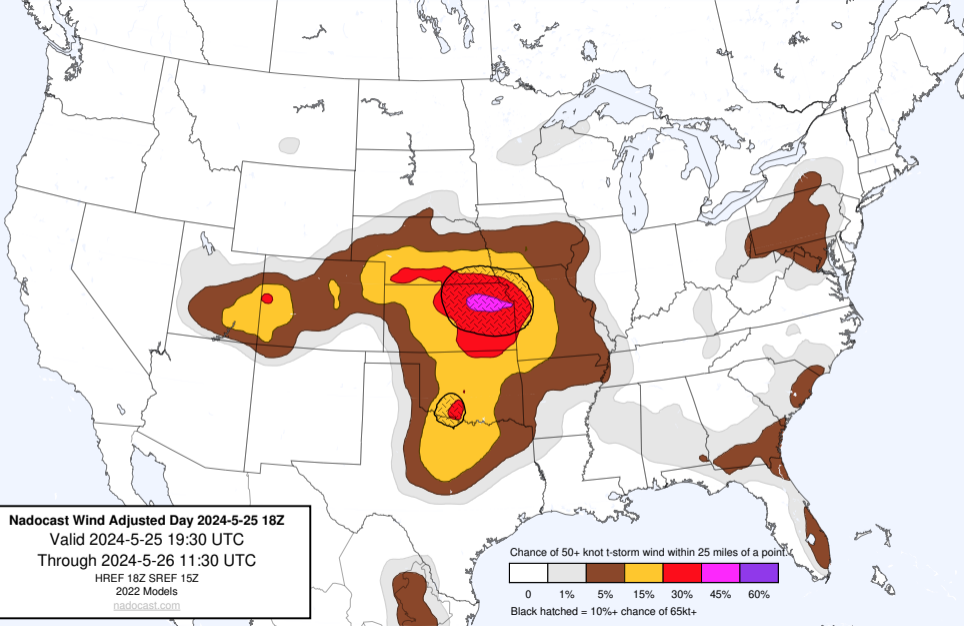 Nadocast Wind Adjusted Day 2024-5-25 18Z
Valid 2024-5-25 19:30 UTC
Through 2024-5-26 11:30 UTC
HREF 18Z SREF 15Z
2022 Models
nadocast.com
Chance of 50+ knot t-storm wind within 25 miles of a point.
0 1% 5% 15% 30% 45% 60%
Black hatched = 10%+ chance of 65kt+